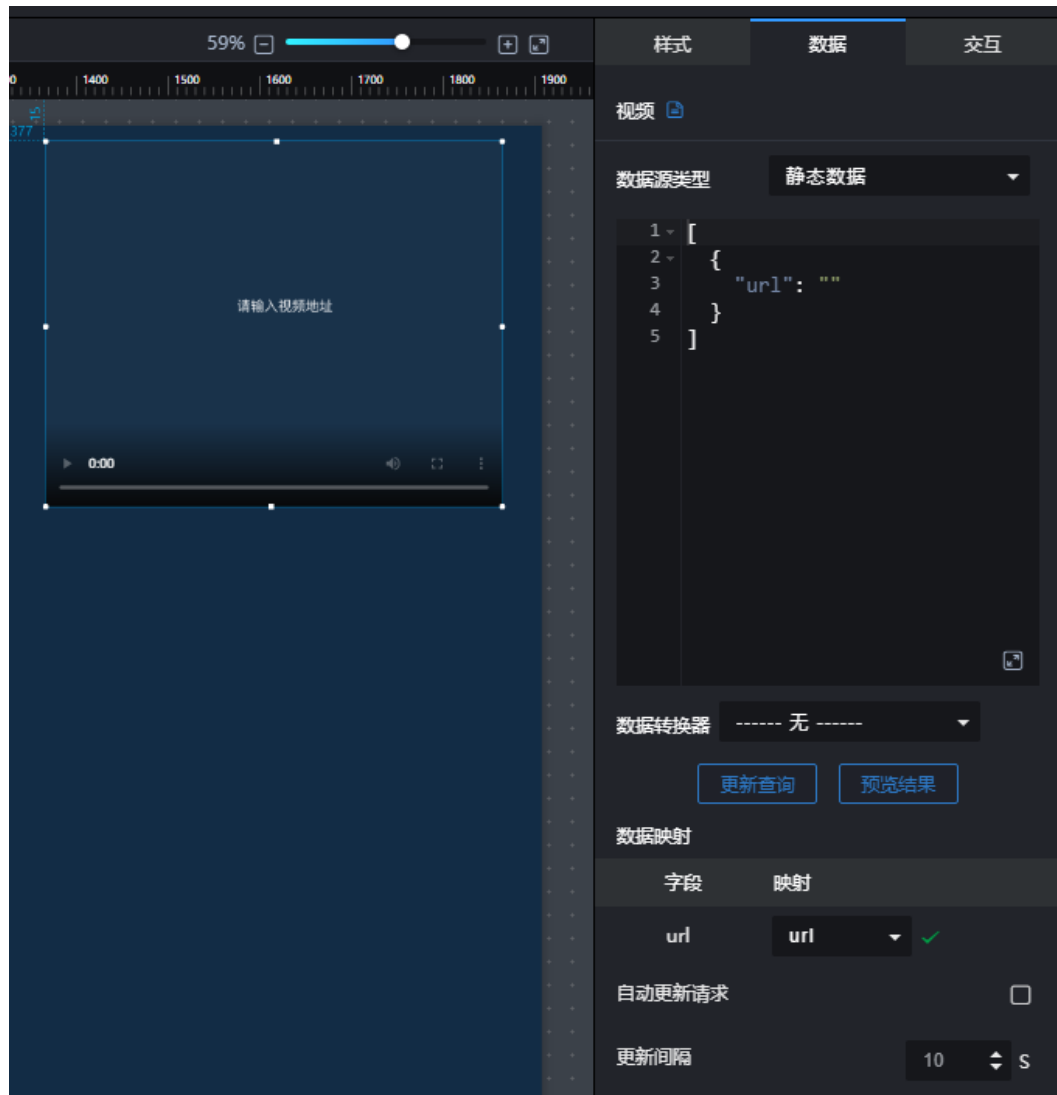 59%
样式 数据 交互
1400 1500 1600 1700 1800 1900
视频
15
377
数据源类型 静态数据
1 [
2 {
3 "url": ""
4 }
5 ]
请输入视频地址
0:00
数据转换器 ------ 无 ------
更新查询 预览结果
数据映射
字段 映射
url url
自动更新请求
更新间隔 10 S